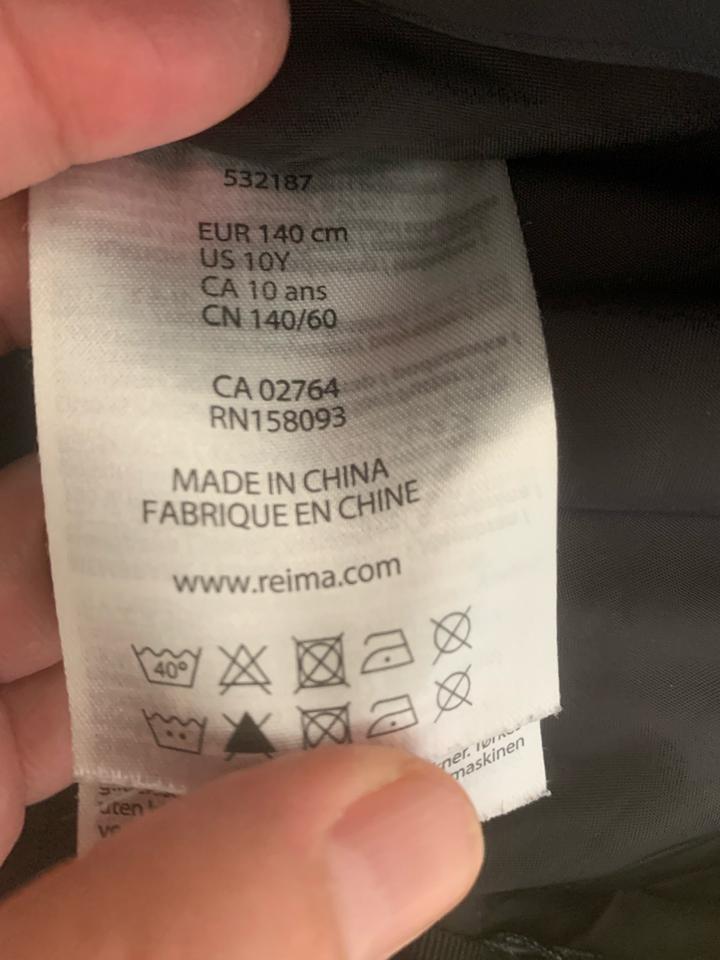 532187
EUR 140 cm
US 10Y
CA 10 ans
CN 140/60
CA 02764
RN158093
MADE IN CHINA
FABRIQUE EN CHINE
www.reima.com
40°
maskinen